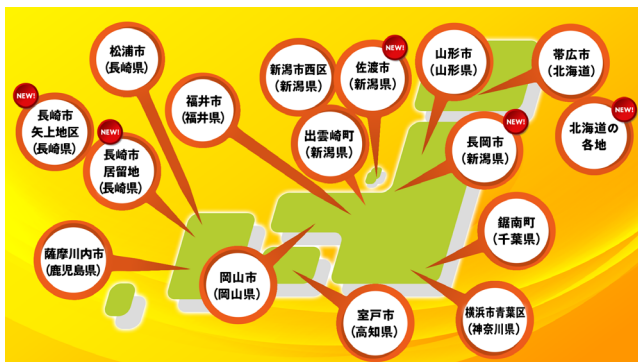 松浦市
（長崎県）
NEW!
長崎市
矢上地区
（長崎県）
NEW!
長崎市
居留地
（長崎県）
福井市
（福井県）
新潟市西区
（新潟県）
NEW!
佐渡市
（新潟県）
出雲崎町
（新潟県）
山形市
（山形県）
帯広市
（北海道）
NEW!
長岡市
（新潟県）
NEW!
北海道の
各地
薩摩川内市
（鹿児島県）
岡山市
（岡山県）
室戸市
（高知県）
鋸南町
（千葉県）
横浜市青葉区
（神奈川県）